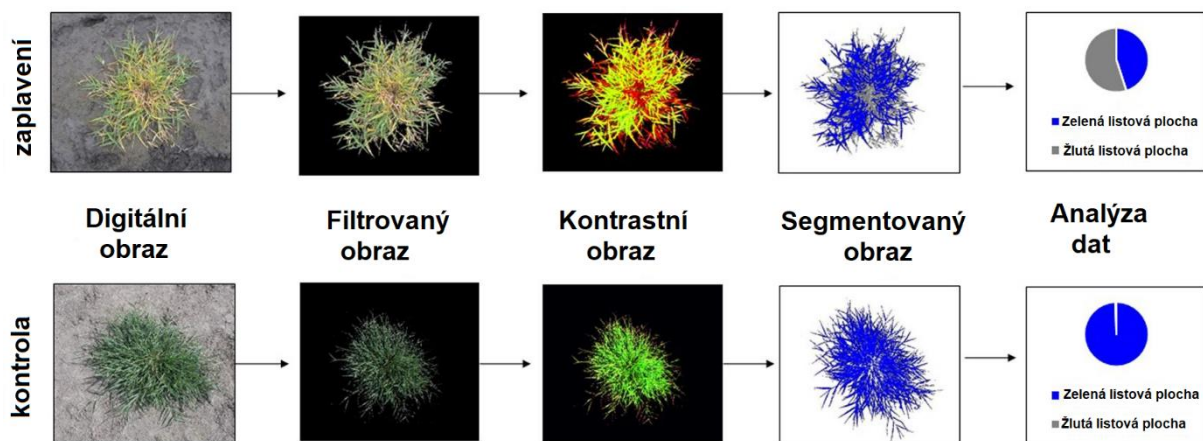 zaplavení
Zelená listová plocha
Žlutá listová plocha
Digitální
obraz
Filtrovaný
obraz
Kontrastní
obraz
Segmentovaný
obraz
Analýza
dat
kontrola
Zelená listová plocha
Žlutá listová plocha